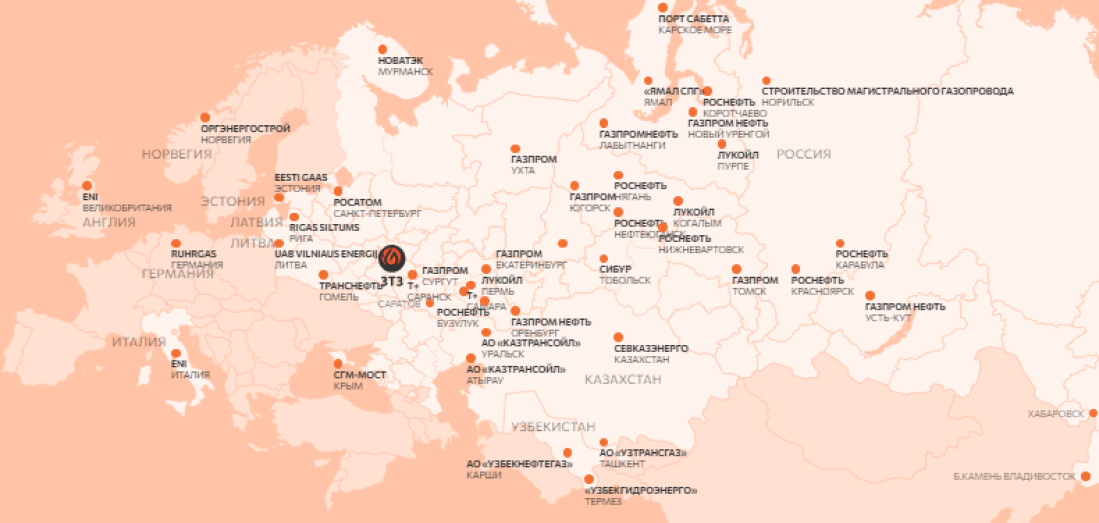 ПОРТ САБЕТТА
КАРСКОЕ МОРЕ
НОВАТЭК
МУРМАНСК
«ЯМАЛ СПГ»
ЯМАЛ
СТРОИТЕЛЬСТВО МАГИСТРАЛЬНОГО ГАЗОПРОВОДА
НОРИЛЬСК
РОСНЕФТЬ
КОРОТЧАЕВО
ГАЗПРОМ НЕФТЬ
НОВЫЙ УРЕНГОЙ
ОРГЭНЕРГОСТРОЙ
НОРВЕГИЯ
ГАЗПРОМНЕФТЬ
ЛАБЫТНАНГИ
НОРВЕГИЯ
ГАЗПРОМ
УХТА
ЛУКОЙЛ
ПУРПЕ
РОССИЯ
EESTI GAAS
ЭСТОНИЯ
РОСНЕФТЬ
НЯГАНЬ
ENI
ВЕЛИКОБРИТАНИЯ
ЭСТОНИЯ
РОСАТОМ
САНКТ-ПЕТЕРБУРГ
ГАЗПРОМ
ЮГОРСК
ЛУКОЙЛ
КОГАЛЫМ
АНГЛИЯ
ЛАТВИЯ
RIGAS SILTUMS
РИГА
РОСНЕФТЬ
НЕФТЕЮГАНСК
РОСНЕФТЬ
НИЖНЕВАРТОВСК
ЛИТВА
RUHRGAS
ГЕРМАНИЯ
UAB VILNIAUS ENERGIJ
ЛИТВА
ГАЗПРОМ
ЕКАТЕРИНБУРГ
РОСНЕФТЬ
КАРАБУЛА
ГЕРМАНИЯ
ЗТЗ
ГАЗПРОМ
СУРГУТ
СИБУР
ТОБОЛЬСК
ГАЗПРОМ
ТОМСК
РОСНЕФТЬ
КРАСНОЯРСК
ТРАНСНЕФТЬ
ГОМЕЛЬ
Т+
САРАНСК
ЛУКОЙЛ
ПЕРМЬ
Т+
САМАРА
САРАТОВ
РОСНЕФТЬ
БУЗУЛУК
ГАЗПРОМ НЕФТЬ
ОРЕНБУРГ
ГАЗПРОМ НЕФТЬ
УСТЬ-КУТ
ИТАЛИЯ
АО «КАЗТРАНСОЙЛ»
УРАЛЬСК
СЕВКАЗЭНЕРГО
КАЗАХСТАН
ENI
ИТАЛИЯ
СГМ-МОСТ
КРЫМ
АО «КАЗТРАНСОЙЛ»
АТЫРАУ
КАЗАХСТАН
ХАБАРОВСК
УЗБЕКИСТАН
АО «УЗБЕКНЕФТЕГАЗ»
КАРШИ
АО «УЗТРАНСГАЗ»
ТАШКЕНТ
Б.КАМЕНЬ ВЛАДИВОСТОК
«УЗБЕКГИДРОЭНЕРГО»
ТЕРМЕЗ